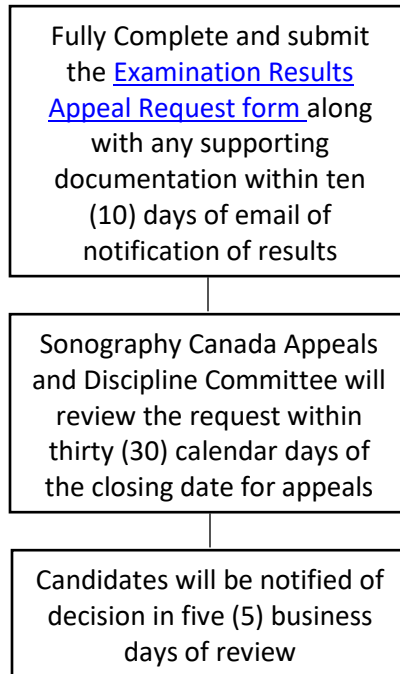 Fully Complete and submit
the Examination Results
Appeal Request form along
with any supporting
documentation within ten
(10) days of email of
notification of results
Sonography Canada Appeals
and Discipline Committee will
review the request within
thirty (30) calendar days of
the closing date for appeals
Candidates will be notified of
decision in five (5) business
days of review